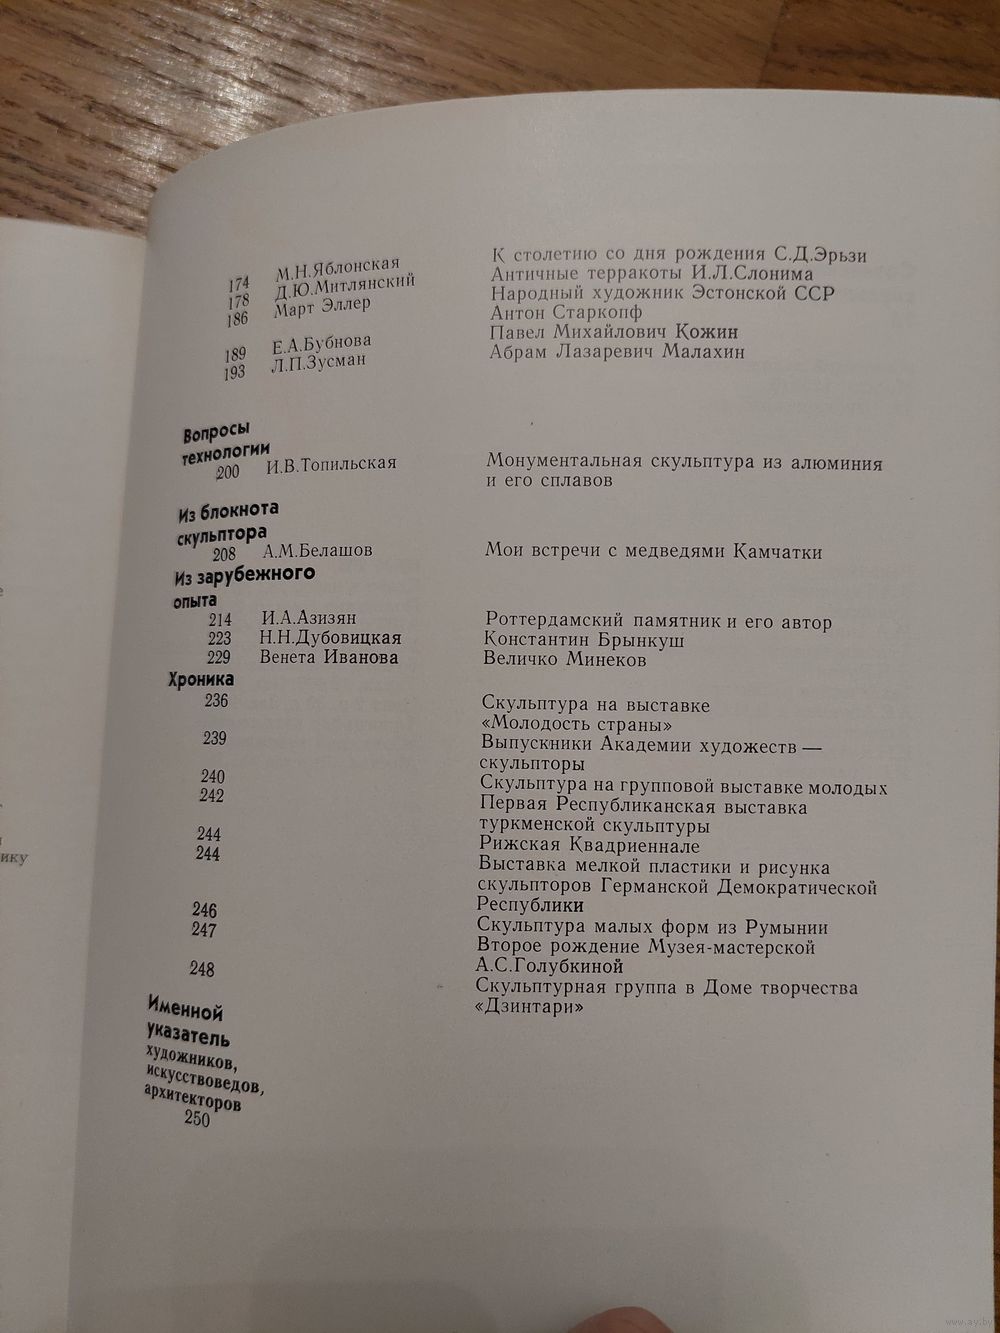 174 М.Н.Яблонская К столетию со дня рождения С.Д.Эрьзи
178 Д.Ю.Митлянский Античные терракоты И.Л.Слонима
186 Март Эллер Народный художник Эстонской ССР
Антон Старкопф
189 Е.А.Бубнова Павел Михайлович Кожин
193 Л.П.Зусман Абрам Лазаревич Малахин
Вопросы
технологии
200 И.В.Топильская Монументальная скульптура из алюминия
и его сплавов
Из блокнота
скульптора
208 А.М.Белашов Мои встречи с медведями Камчатки
Из зарубежного
опыта
214 И.А.Азизян Роттердамский памятник и его автор
223 Н.Н.Дубовицкая Константин Брынкуш
229 Венета Иванова Величко Минеков
Хроника
236 Скульптура на выставке
«Молодость страны»
239 Выпускники Академии художеств —
скульпторы
240 Скульптура на групповой выставке молодых
242 Первая Республиканская выставка
туркменской скульптуры
244 Рижская Квадриеннале
244 Выставка мелкой пластики и рисунка
скульпторов Германской Демократической
Республики
246 Скульптура малых форм из Румынии
247 Второе рождение Музея-мастерской
А.С.Голубкиной
248 Скульптурная группа в Доме творчества
«Дзинтари»
Именной
указатель
художников,
искусствоведов,
архитекторов
250
www.ay.by